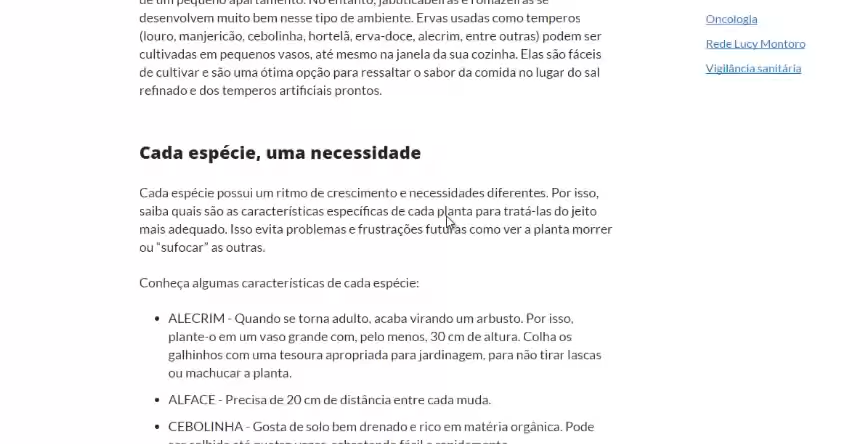 de um pequeno apartamento. No entanto, jabuticabeiras e romãzeiras se
desenvolvem muito bem nesse tipo de ambiente. Ervas usadas como temperos
(louro, manjericão, cebolinha, hortelã, erva-doce, alecrim, entre outras) podem ser
cultivadas em pequenos vasos, até mesmo na janela da sua cozinha. Elas são fáceis
de cultivar e são uma ótima opção para ressaltar o sabor da comida no lugar do sal
refinado e dos temperos artificiais prontos.
Oncologia
Rede Lucy Montoro
Vigilância sanitária
Cada espécie, uma necessidade
Cada espécie possui um ritmo de crescimento e necessidades diferentes. Por isso,
saiba quais são as características específicas de cada planta para tratá-las do jeito
mais adequado. Isso evita problemas e frustrações futuras como ver a planta morrer
ou "sufocar" as outras.
Conheça algumas características de cada espécie:
• ALECRIM - Quando se torna adulto, acaba virando um arbusto. Por isso,
plante-o em um vaso grande com, pelo menos, 30 cm de altura. Colha os
galhinhos com uma tesoura apropriada para jardinagem, para não tirar lascas
ou machucar a planta.
• ALFACE - Precisa de 20 cm de distância entre cada muda.
• CEBOLINHA - Gosta de solo bem drenado e rico em matéria orgânica. Pode